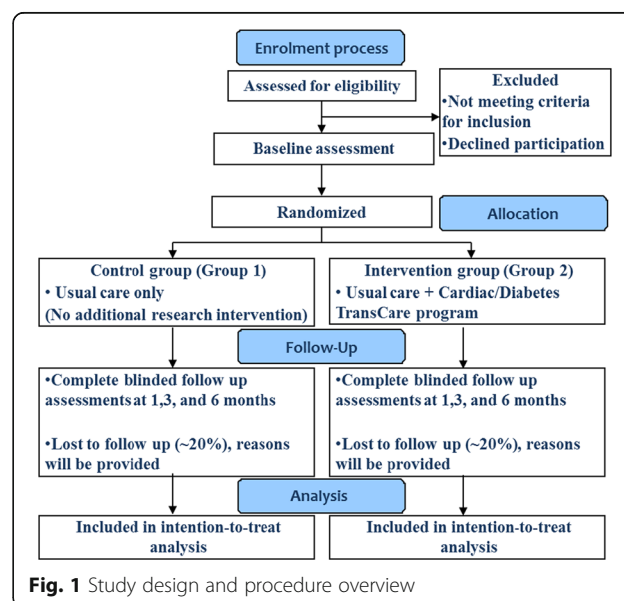 Enrolment process
Assessed for eligibility
Excluded
•Not meeting criteria
for inclusion
•Declined participation
Baseline assessment
Randomized
Allocation
Control group (Group 1)
• Usual care only
(No additional research intervention)
Intervention group (Group 2)
• Usual care + Cardiac/Diabetes
TransCare program
Follow-Up
•Complete blinded follow up
assessments at 1,3, and 6 months
•Lost to follow up (~20%), reasons
will be provided
•Complete blinded follow up
assessments at 1,3, and 6 months
•Lost to follow up (~20%), reasons
will be provided
Analysis
Included in intention-to-treat
analysis
Included in intention-to-treat
analysis
Fig. 1 Study design and procedure overview